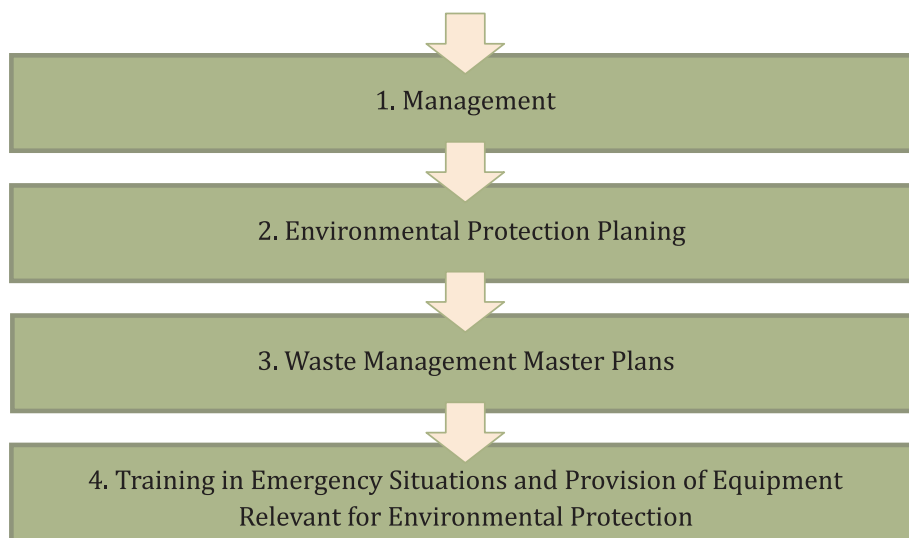 1. Management
2. Environmental Protection Planing
3. Waste Management Master Plans
4. Training in Emergency Situations and Provision of Equipment
Relevant for Environmental Protection